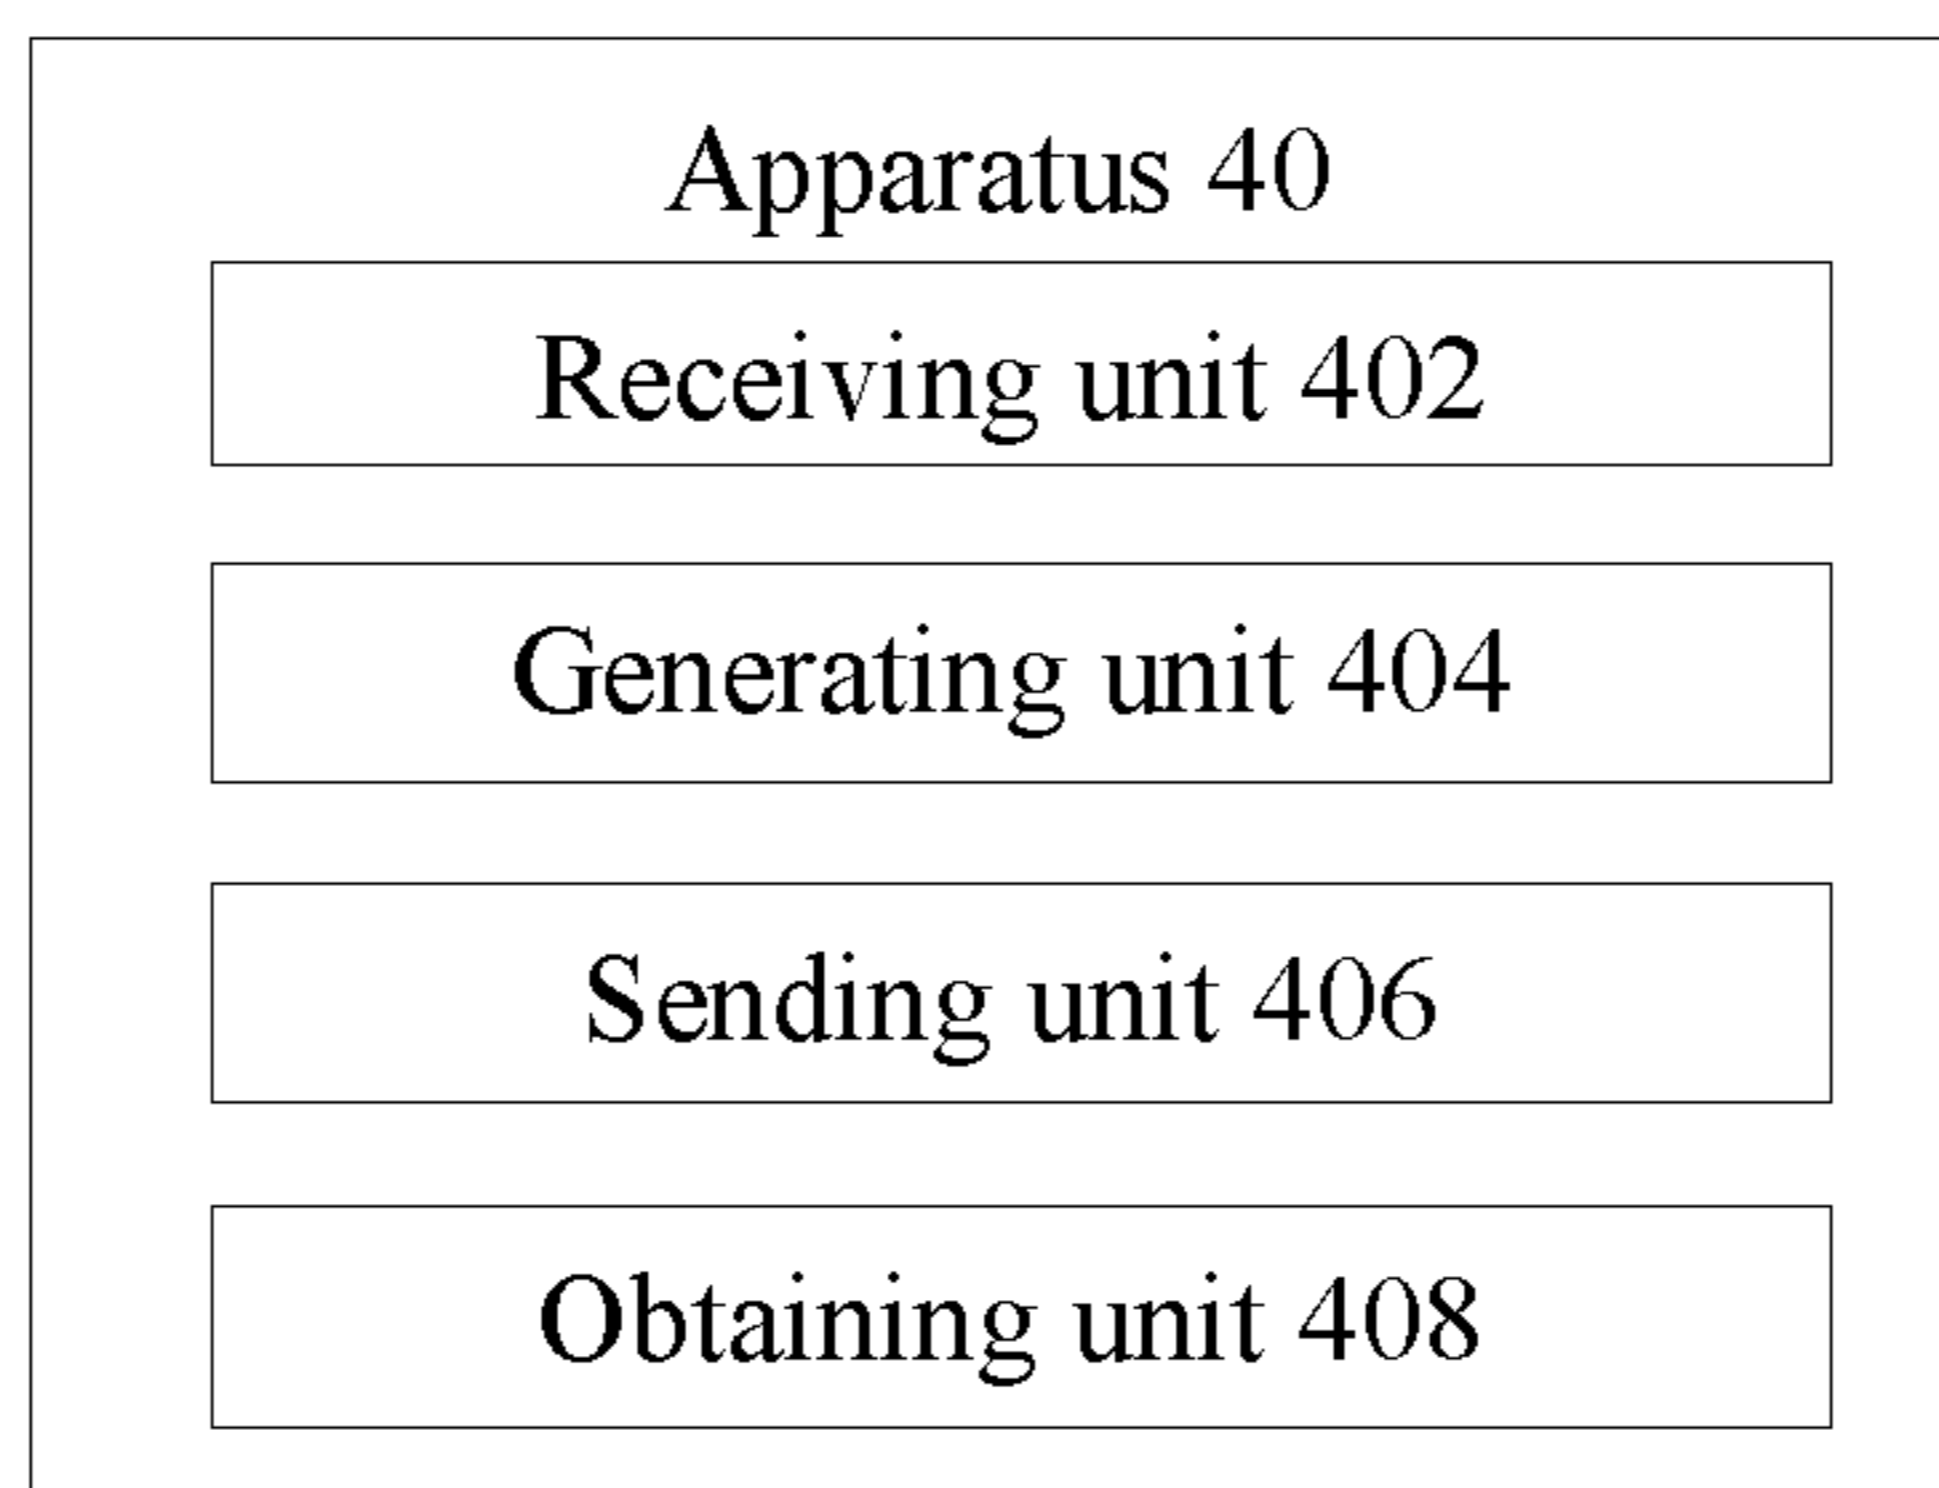 Apparatus 40
Receiving unit 402
Generating unit 404
Sending unit 406
Obtaining unit 408